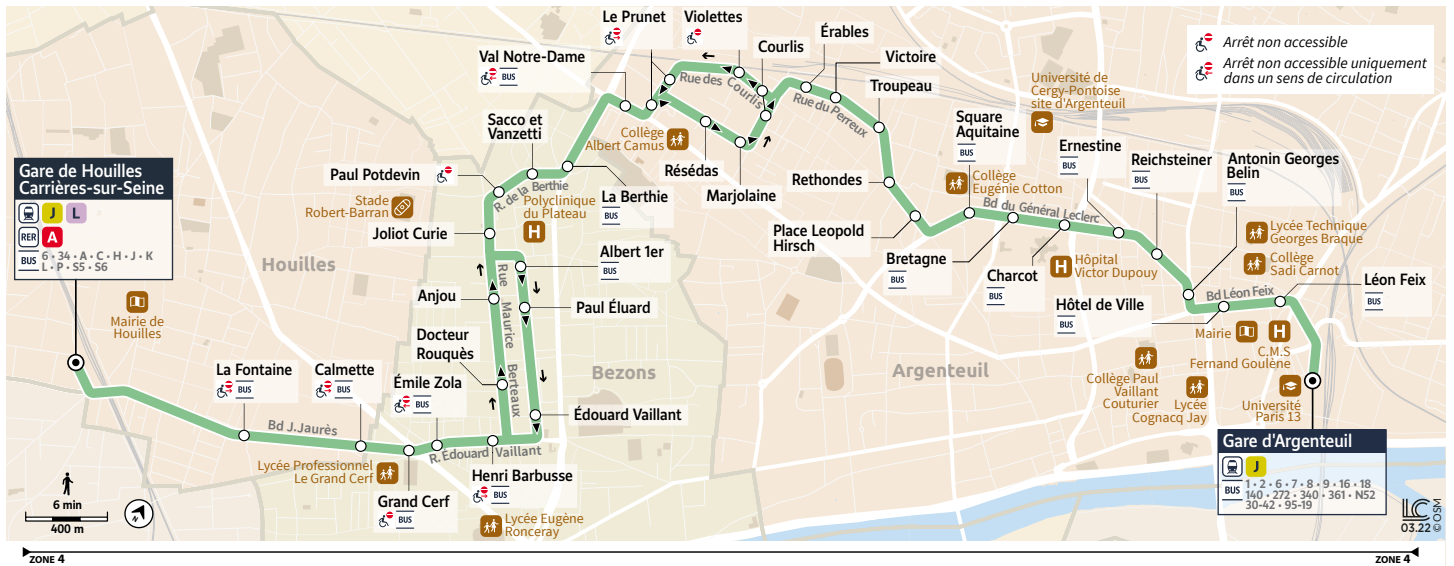 Le Prunet
Violettes
Courlis
Érables
Victoire
Troupeau
Val Notre-Dame
BUS
Rue des Courlis
Rue du Perreux
Arrêt non accessible
Arrêt non accessible uniquement
dans un sens de circulation
Université de
Cergy-Pontoise
site d'Argenteuil
Sacco et
Vanzetti
Collège
Albert Camus
Square
Aquitaine
BUS
Ernestine
BUS
Reichsteiner
BUS
Antonin Georges
Belin
BUS
Gare de Houilles
Carrières-sur-Seine
J L
RER A
BUS
6 • 34 • A • C • H • J • K
L • P • S5 • S6
Paul Potdevin
R. de la Berthie
La Berthie
BUS
Résédas
Marjolaine
Rethondes
Collège
Eugénie Cotton
Stade
Robert-Barran
Polyclinique
du Plateau
H
Joliot Curie
Place Leopold
Hirsch
Bd du Général Leclerc
Lycée Technique
Georges Braque
Collège
Sadi Carnot
Houilles
Albert 1er
BUS
Bretagne
BUS
Charcot
BUS
H
Hôpital
Victor Dupouy
Léon Feix
BUS
Bd Léon Feix
Anjou
Rue Maurice Berteaux
Paul Éluard
Hôtel de Ville
BUS
Mairie de
Houilles
Docteur
Rouquès
Mairie
H
C.M.S
Fernand Goulène
La Fontaine
BUS
Calmette
BUS
Émile Zola
BUS
Bezons
Argenteuil
Collège Paul
Vaillant
Couturier
Lycée
Cognacq Jay
Université
Paris 13
Édouard Vaillant
Bd J.Jaurès
R. Édouard Vaillant
Gare d'Argenteuil
J
BUS
1 • 2 • 6 • 7 • 8 • 9 • 16 • 18
140 • 272 • 340 • 361 • N52
30-42 • 95-19
Lycée Professionnel
Le Grand Cerf
Grand Cerf
BUS
Henri Barbusse
BUS
Lycée Eugène
Ronceray
6 min
400 m
N
LC
03.22
© OSM
ZONE 4
ZONE 4